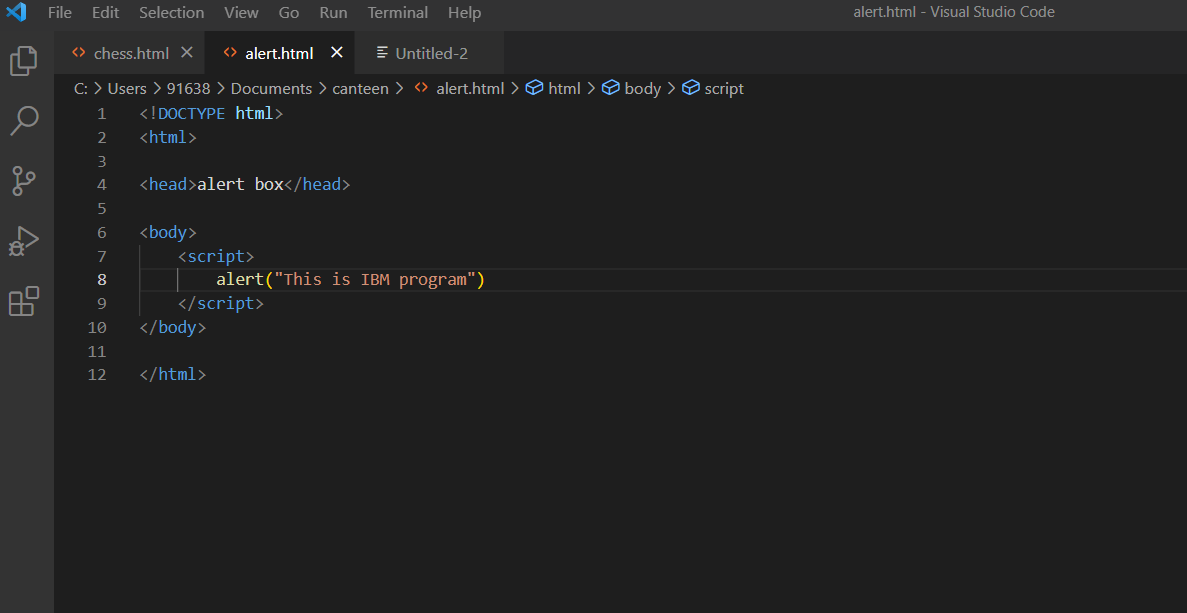 File Edit Selection View Go Run Terminal Help alert.html - Visual Studio Code
chess.html alert.html Untitled-2
C: > Users > 91638 > Documents > canteen > alert.html > html > body > script
1 <!DOCTYPE html>
2 <html>
3
4 <head>alert box</head>
5
6 <body>
7 <script>
8 alert("This is IBM program")
9 </script>
10 </body>
11
12 </html>